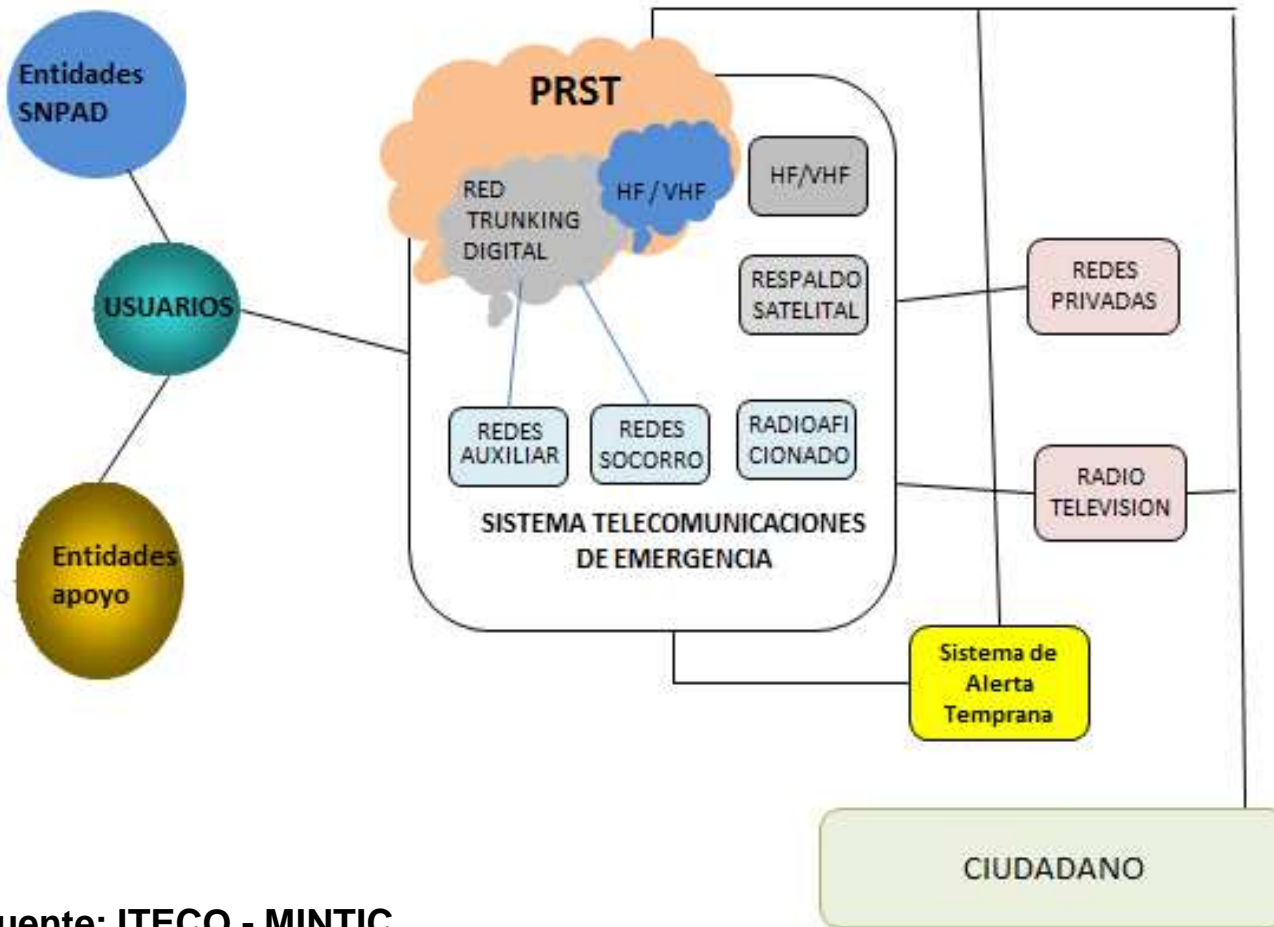 Entidades
SNPAD
USUARIOS
Entidades
apoyo
PRST
RED
TRUNKING
DIGITAL
HF / VHF
HF/VHF
RESPALDO
SATELITAL
REDES
AUXILIAR
REDES
SOCORRO
RADIOAFI
CIONADO
SISTEMA TELECOMUNICACIONES
DE EMERGENCIA
REDES
PRIVADAS
RADIO
TELEVISION
Sistema de
Alerta
Temprana
CIUDADANO
uente: ITECO - MINTIC